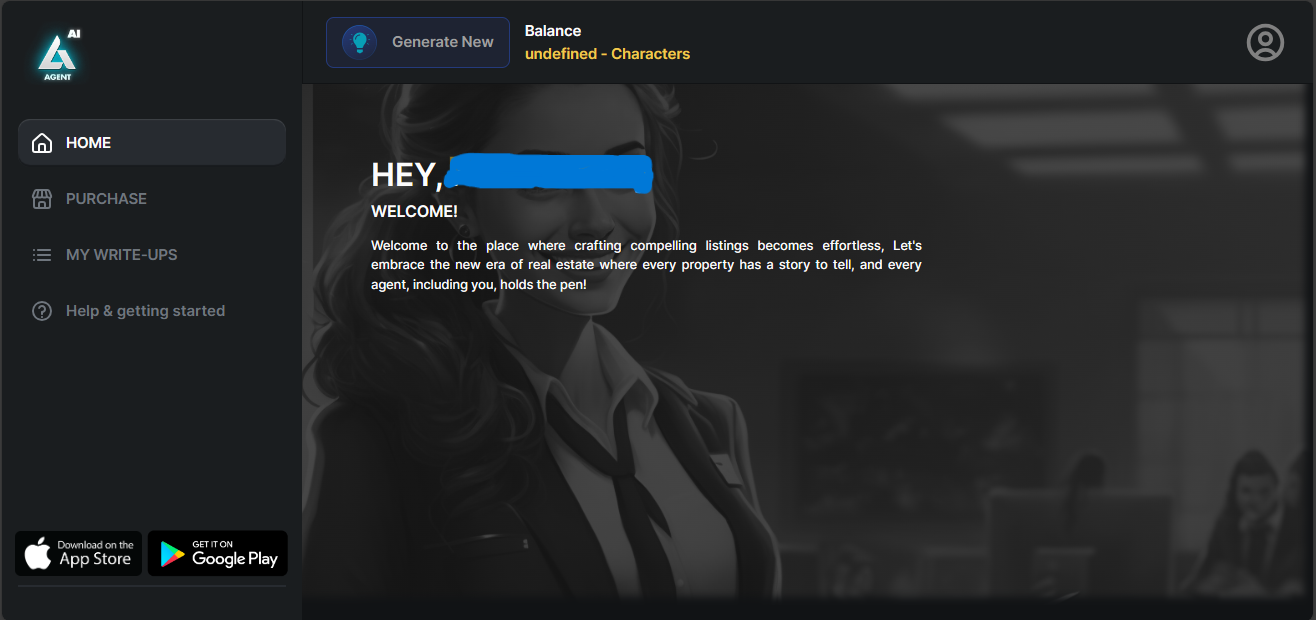 AI
AGENT
HOME
PURCHASE
MY WRITE-UPS
Help & getting started
Download on the
App Store
GET IT ON
Google Play
Generate New
Balance
undefined - Characters
HEY,
WELCOME!
Welcome to the place where crafting compelling listings becomes effortless, Let's
embrace the new era of real estate where every property has a story to tell, and every
agent, including you, holds the pen!